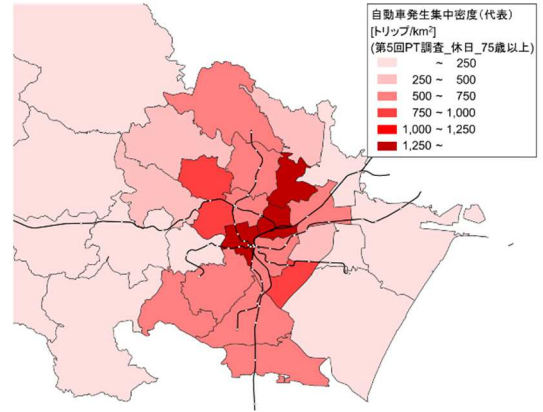 自動車発生集中密度(代表)
[トリップ/km²]
(第5回PT調査_休日_75歳以上)
～ 250
250 ～ 500
500 ～ 750
750 ～ 1,000
1,000 ～ 1,250
1,250 ～